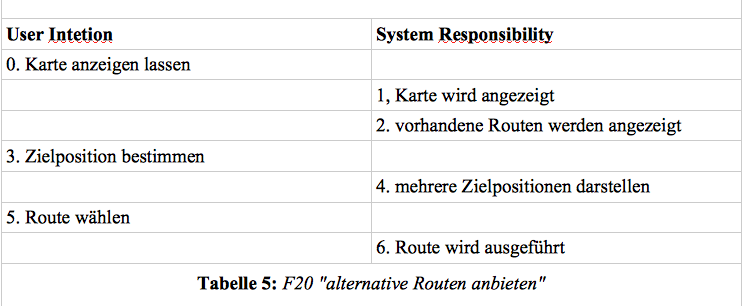 User Intetion System Responsibility
0. Karte anzeigen lassen
1, Karte wird angezeigt
2. vorhandene Routen werden angezeigt
3. Zielposition bestimmen
4. mehrere Zielpositionen darstellen
5. Route wählen
6. Route wird ausgeführt
Tabelle 5: F20 "alternative Routen anbieten"